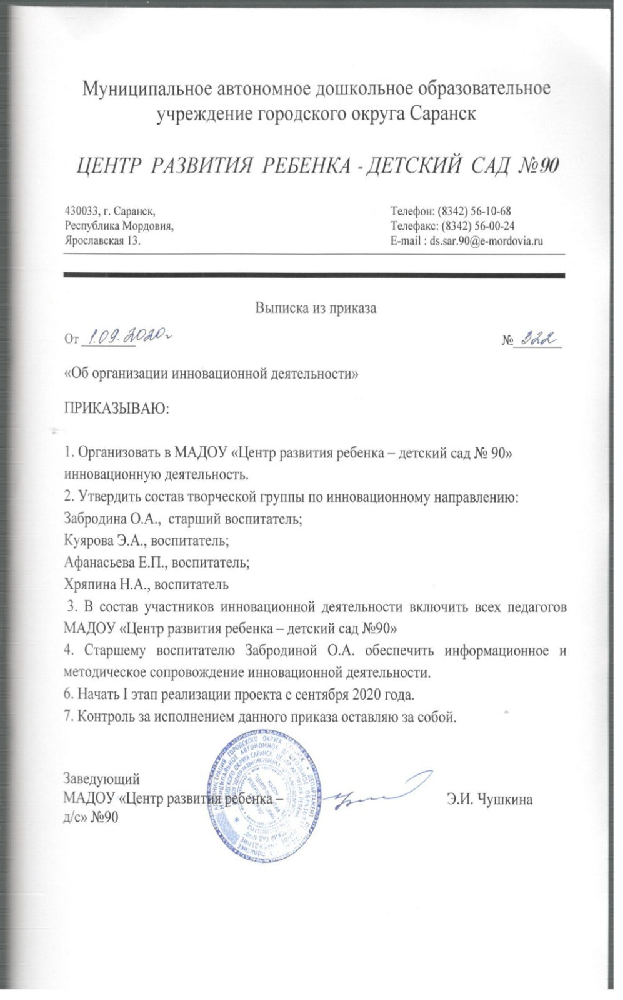 Муниципальное автономное дошкольное образовательное
учреждение городского округа Саранск
ЦЕНТР РАЗВИТИЯ РЕБЕНКА - ДЕТСКИЙ САД №90
430033, г. Саранск,
Республика Мордовия,
Ярославская 13.
Телефон: (8342) 56-10-68
Телефакс: (8342) 56-00-24
E-mail : ds.sar.90@e-mordovia.ru
Выписка из приказа
От 1.09.2020г
№ 322
«Об организации инновационной деятельности»
ПРИКАЗЫВАЮ:
1. Организовать в МАДОУ «Центр развития ребенка – детский сад № 90»
инновационную деятельность.
2. Утвердить состав творческой группы по инновационному направлению:
Забродина О.А., старший воспитатель;
Куярова Э.А., воспитатель;
Афанасьева Е.П., воспитатель;
Хряпина Н.А., воспитатель
3. В состав участников инновационной деятельности включить всех педагогов
МАДОУ «Центр развития ребенка – детский сад №90»
4. Старшему воспитателю Забродиной О.А. обеспечить информационное и
методическое сопровождение инновационной деятельности.
6. Начать I этап реализации проекта с сентября 2020 года.
7. Контроль за исполнением данного приказа оставляю за собой.
Заведующий
МАДОУ «Центр развития ребенка –
д/с» №90
Э.И. Чушкина